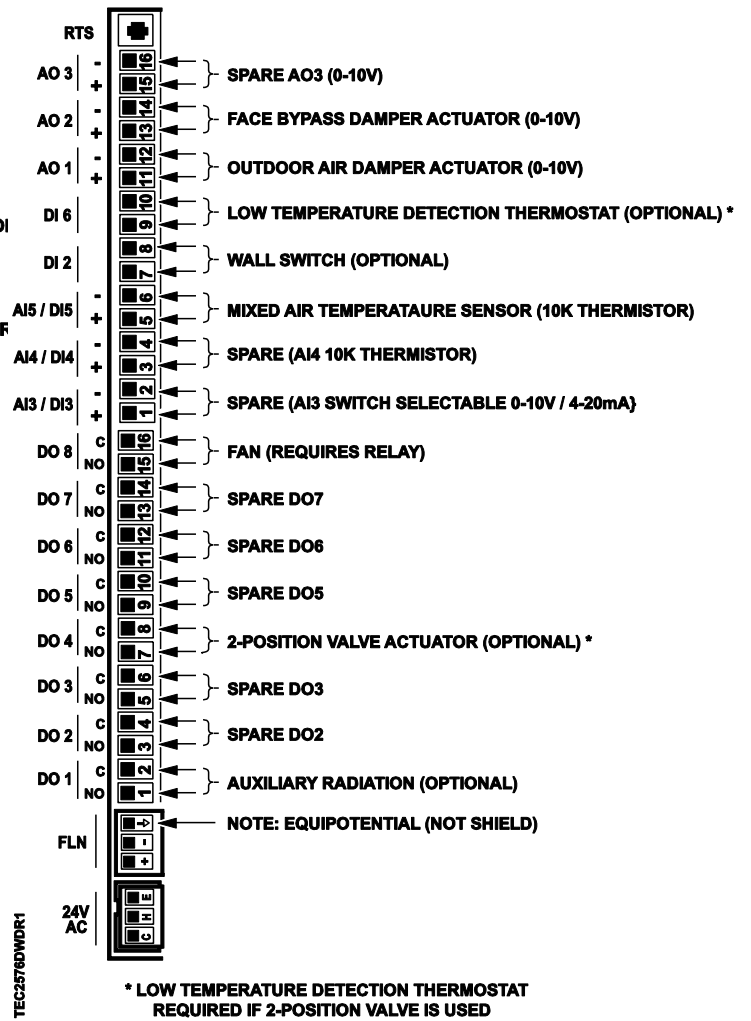 RTS
AO 3 - 16
+ 15 SPARE AO3 (0-10V)
AO 2 - 14
+ 13 FACE BYPASS DAMPER ACTUATOR (0-10V)
AO 1 - 12
+ 11 OUTDOOR AIR DAMPER ACTUATOR (0-10V)
DI 6 10
9 LOW TEMPERATURE DETECTION THERMOSTAT (OPTIONAL) *
DI
DI 2 8
7 WALL SWITCH (OPTIONAL)
AI5 / DI5 - 6
+ 5 MIXED AIR TEMPERATAURE SENSOR (10K THERMISTOR)
R
AI4 / DI4 - 4
+ 3 SPARE (AI4 10K THERMISTOR)
AI3 / DI3 - 2
+ 1 SPARE (AI3 SWITCH SELECTABLE 0-10V / 4-20mA}
DO 8 C 16
NO 15 FAN (REQUIRES RELAY)
DO 7 C 14
NO 13 SPARE DO7
DO 6 C 12
NO 11 SPARE DO6
DO 5 C 10
NO 9 SPARE DO5
DO 4 C 8
NO 7 2-POSITION VALVE ACTUATOR (OPTIONAL) *
DO 3 C 6
NO 5 SPARE DO3
DO 2 C 4
NO 3 SPARE DO2
DO 1 C 2
NO 1 AUXILIARY RADIATION (OPTIONAL)
NOTE: EQUIPOTENTIAL (NOT SHIELD)
FLN -
+
24V AC E
H
C
TEC2576DWDR1
* LOW TEMPERATURE DETECTION THERMOSTAT
REQUIRED IF 2-POSITION VALVE IS USED